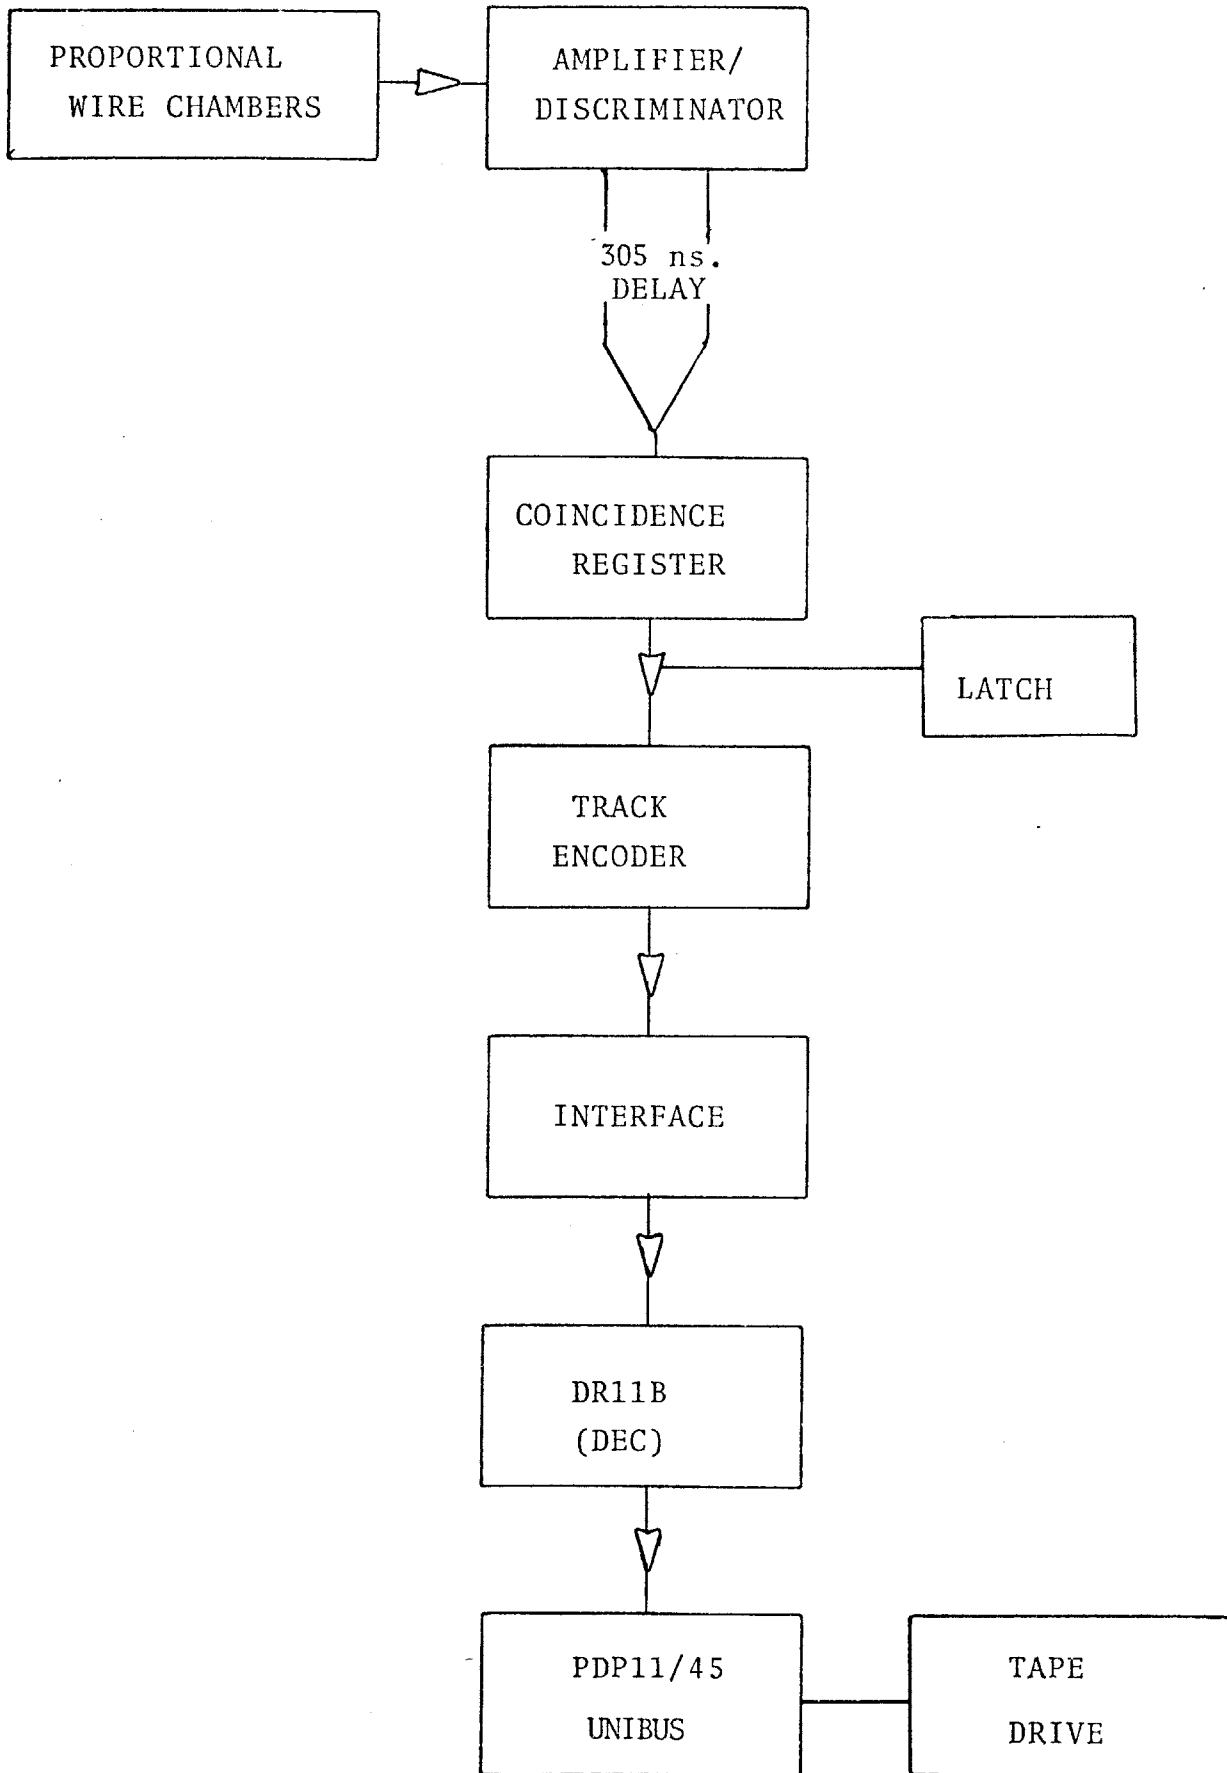 PROPORTIONAL
WIRE CHAMBERS
AMPLIFIER/
DISCRIMINATOR
305 ns.
DELAY
COINCIDENCE
REGISTER
LATCH
TRACK
ENCODER
INTERFACE
DR11B
(DEC)
PDP11/45
UNIBUS
TAPE
DRIVE